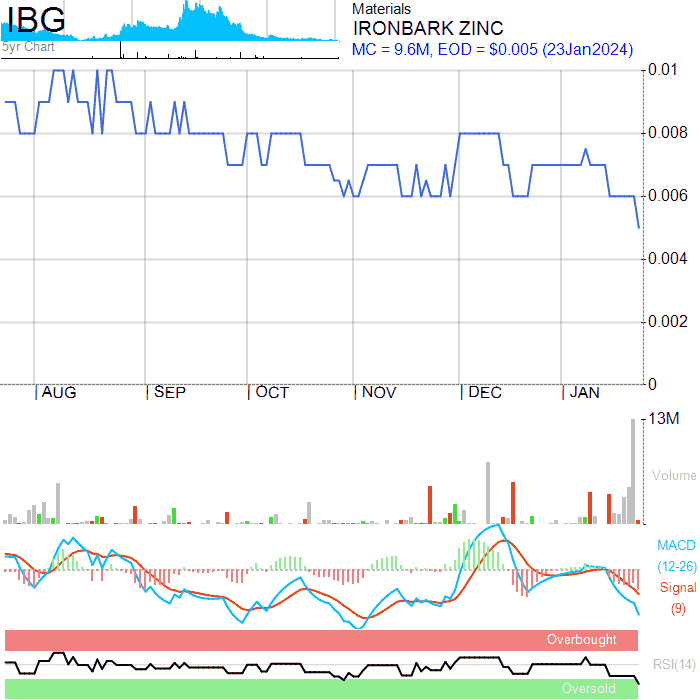 IBG
5yr Chart
Materials
IRONBARK ZINC
MC = 9.6M, EOD = $0.005 (23Jan2024)
0.01
0.008
0.006
0.004
0.002
0
AUG SEP OCT NOV DEC JAN
13M
Volume
MACD
(12-26)
Signal
(9)
Overbought
RSI(14)
Oversold